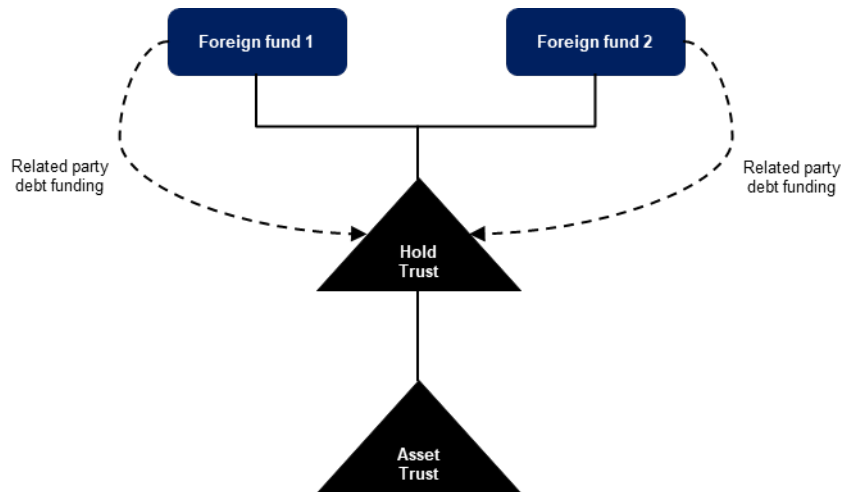 Foreign fund 1
Foreign fund 2
Related party
debt funding
Related party
debt funding
Hold
Trust
Asset
Trust